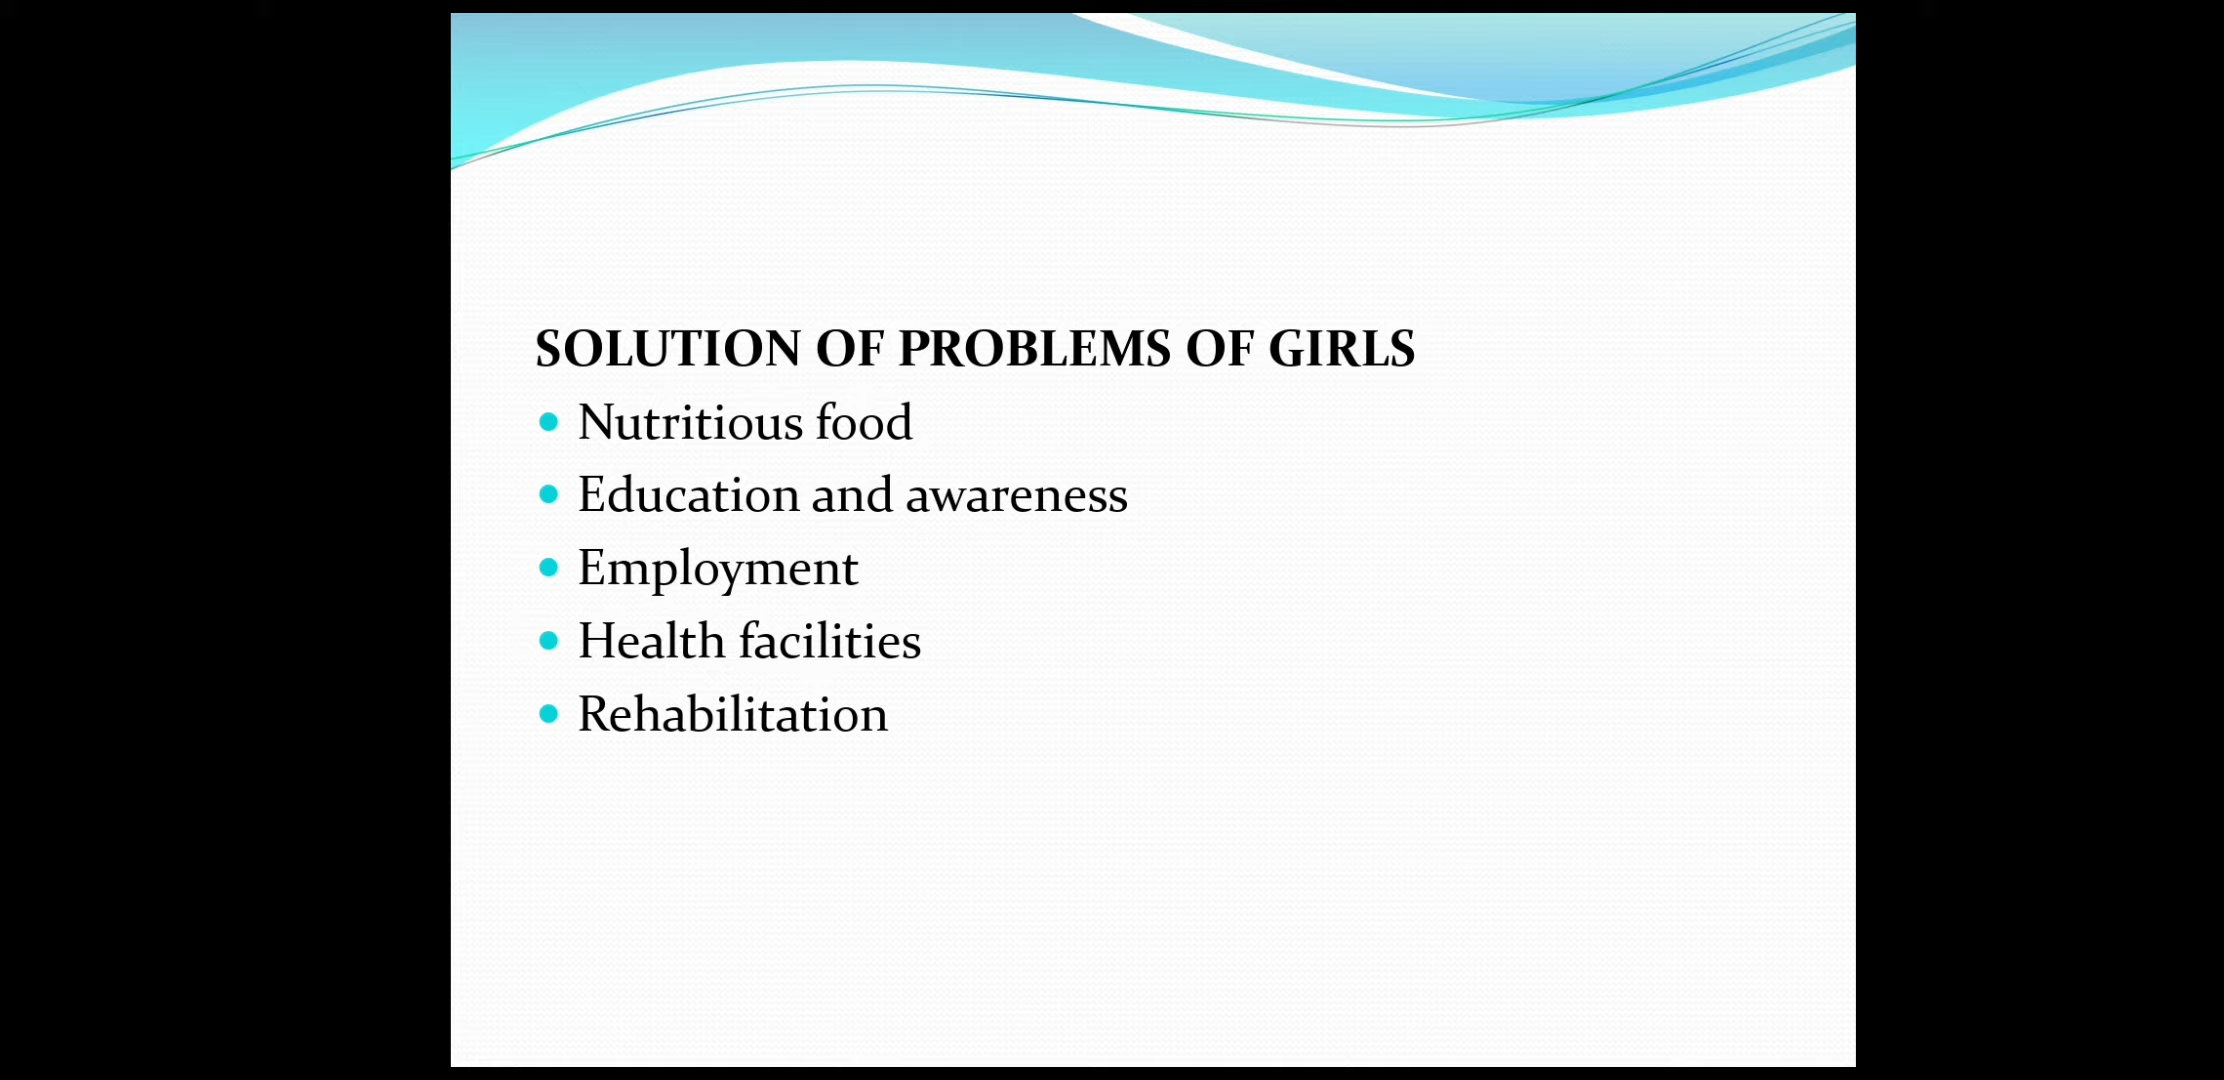 SOLUTION OF PROBLEMS OF GIRLS
• Nutritious food
• Education and awareness
• Employment
• Health facilities
• Rehabilitation